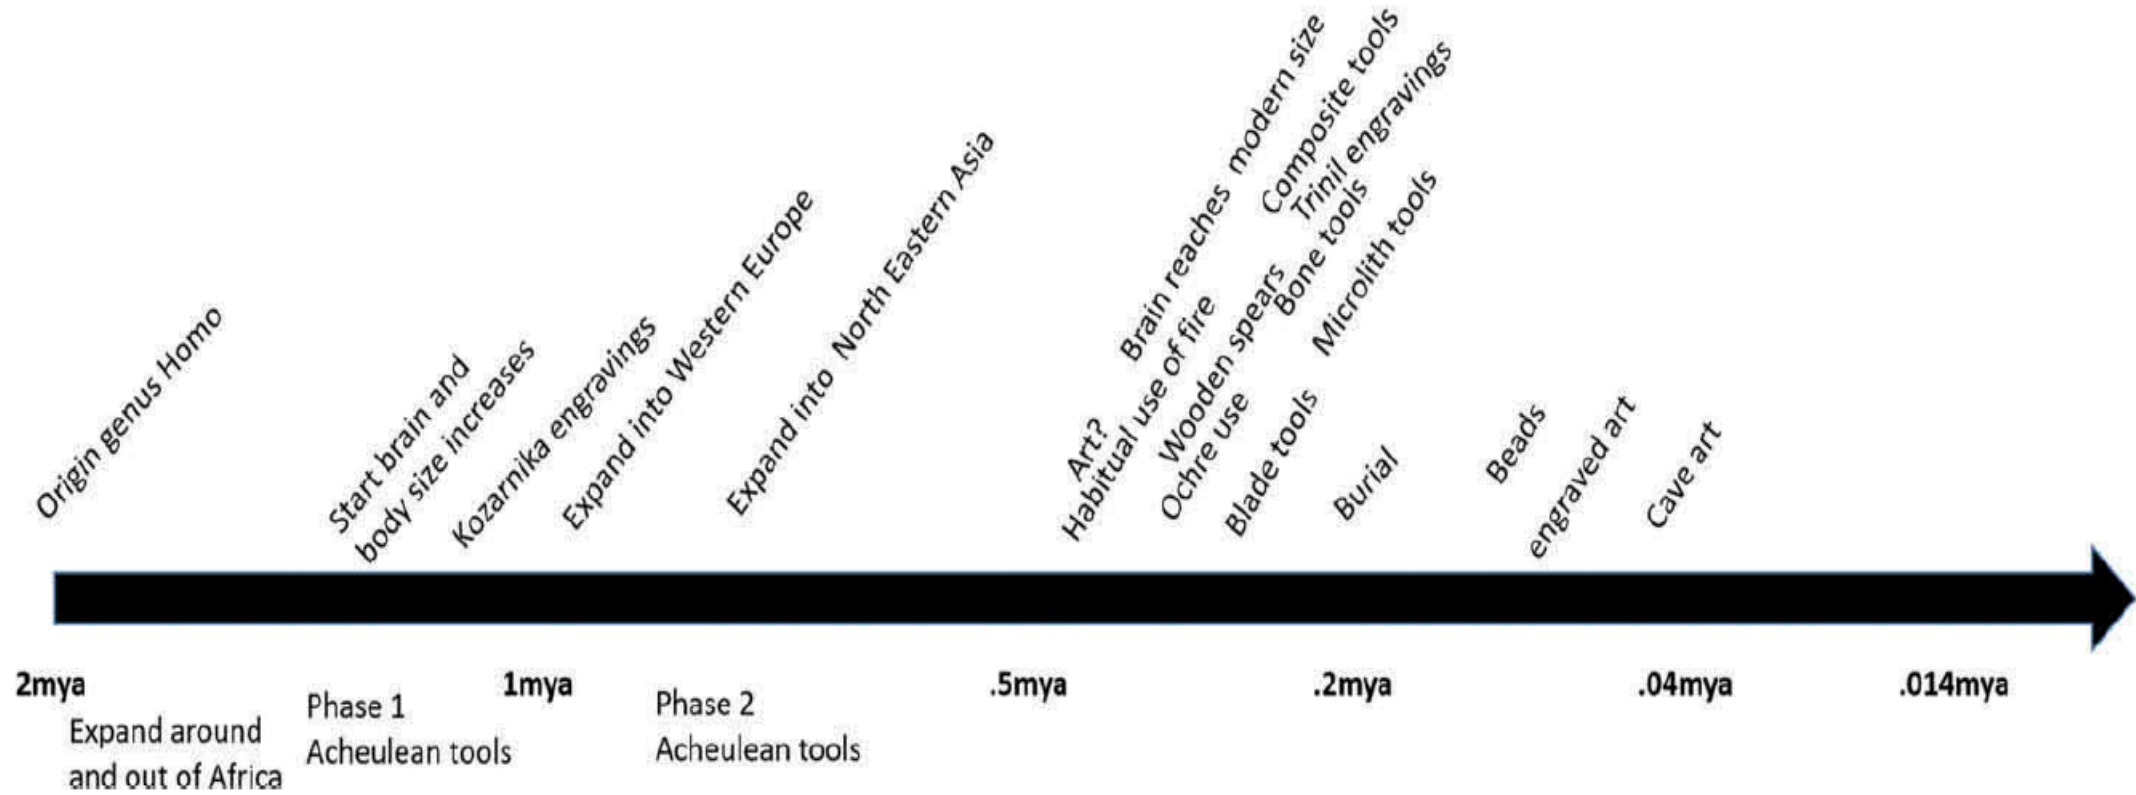 Origin genus Homo
Start brain and
body size increases
Kozarnika engravings
Expand into Western Europe
Expand into North Eastern Asia
Art?
Habitual use of fire
Brain reaches modern size
Wooden spears
Ochre use
Composite tools
Trinil engravings
Bone tools
Blade tools
Microlith tools
Burial
Beads
engraved art
Cave art
2mya
1mya
.5mya
.2mya
.04mya
.014mya
Expand around
and out of Africa
Phase 1
Acheulean tools
Phase 2
Acheulean tools